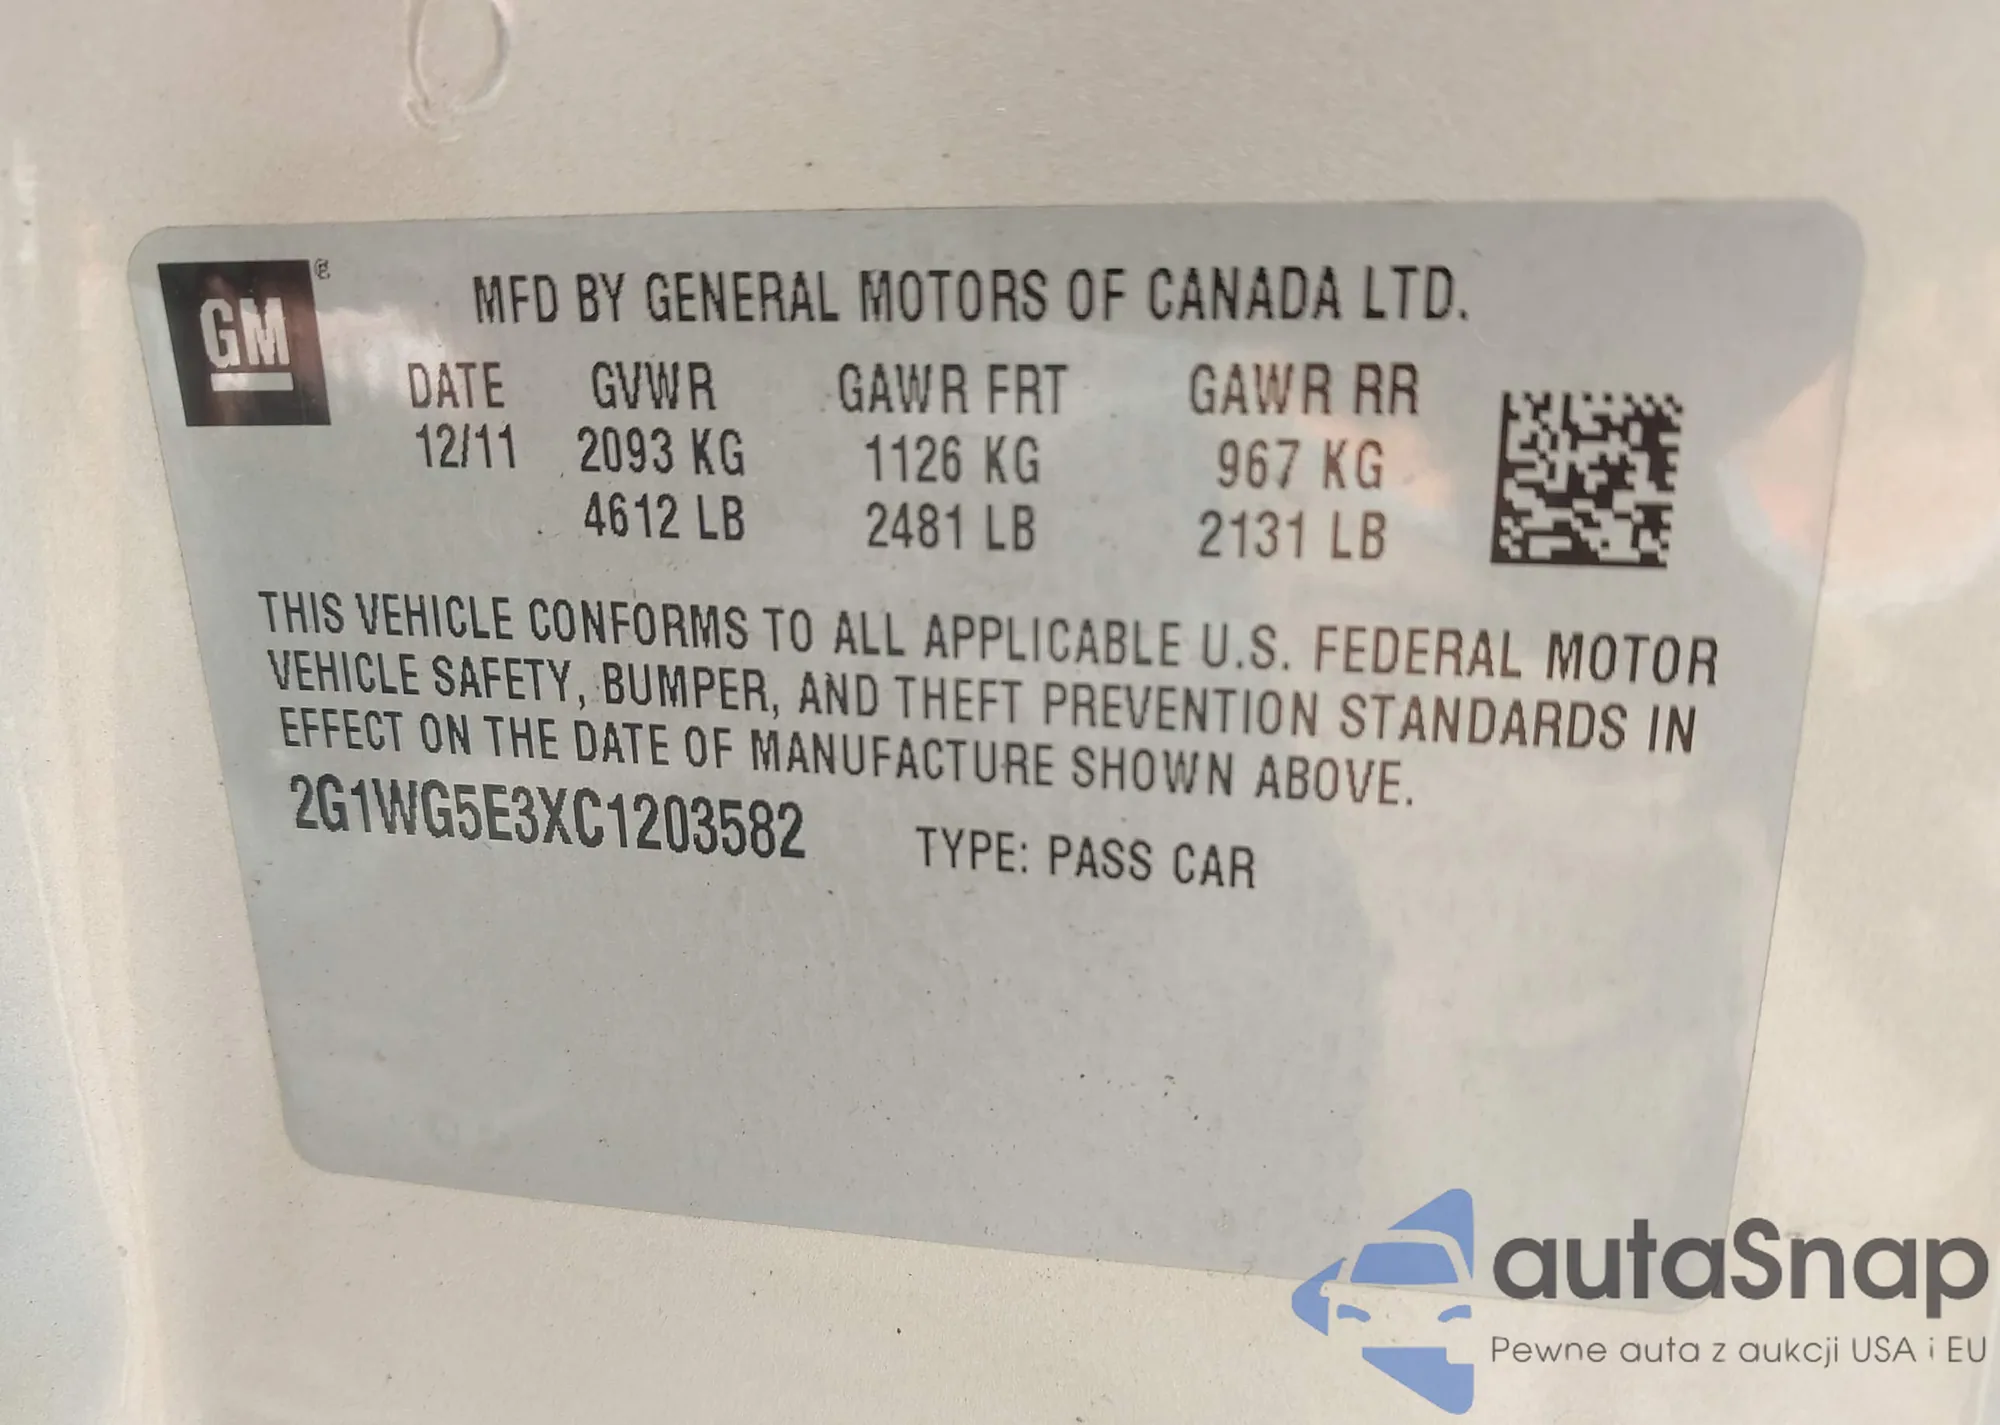 GM
MFD BY GENERAL MOTORS OF CANADA LTD.
DATE GVWR GAWR FRT GAWR RR
12/11 2093 KG 1126 KG 967 KG
4612 LB 2481 LB 2131 LB
THIS VEHICLE CONFORMS TO ALL APPLICABLE U.S. FEDERAL MOTOR
VEHICLE SAFETY, BUMPER, AND THEFT PREVENTION STANDARDS IN
EFFECT ON THE DATE OF MANUFACTURE SHOWN ABOVE.
2G1WG5E3XC1203582 TYPE: PASS CAR
autaSnap
Pewne auta z aukcji USA i EU